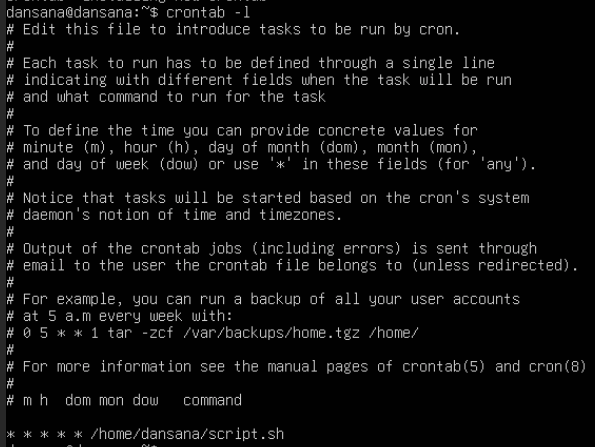 dansana@dansana:~$ crontab -l
# Edit this file to introduce tasks to be run by cron.
#
# Each task to run has to be defined through a single line
# indicating with different fields when the task will be run
# and what command to run for the task
#
# To define the time you can provide concrete values for
# minute (m), hour (h), day of month (dom), month (mon),
# and day of week (dow) or use '*' in these fields (for 'any').
#
# Notice that tasks will be started based on the cron's system
# daemon's notion of time and timezones.
#
# Output of the crontab jobs (including errors) is sent through
# email to the user the crontab file belongs to (unless redirected).
#
# For example, you can run a backup of all your user accounts
# at 5 a.m every week with:
# 0 5 * * 1 tar -zcf /var/backups/home.tgz /home/
#
# For more information see the manual pages of crontab(5) and cron(8)
#
# m h  dom mon dow   command

* * * * * /home/dansana/script.sh